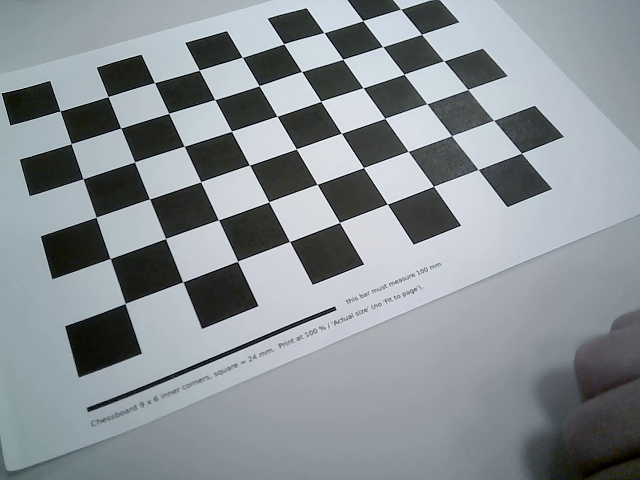 this bar must measure 100 mm
Chessboard 9 x 6 inner corners, square = 24 mm. Print at 100 % / 'Actual size' (no 'Fit to page').